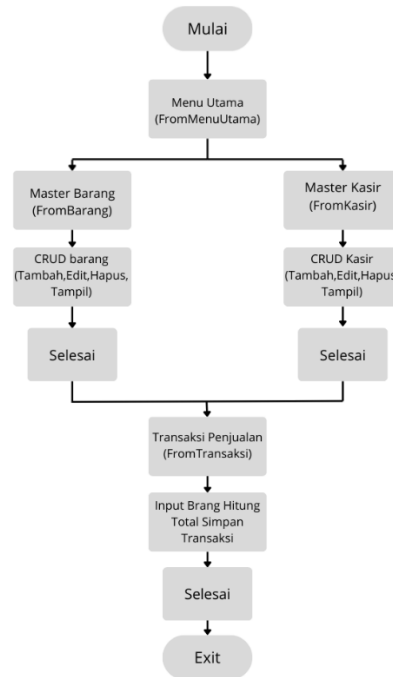 Mulai
Menu Utama
(FromMenuUtama)
Master Barang
(FromBarang)
Master Kasir
(FromKasir)
CRUD barang
(Tambah,Edit,Hapus,
Tampil)
CRUD Kasir
(Tambah,Edit,Hapus
Tampil)
Selesai
Selesai
Transaksi Penjualan
(FromTransaksi)
Input Brang Hitung
Total Simpan
Transaksi
Selesai
Exit